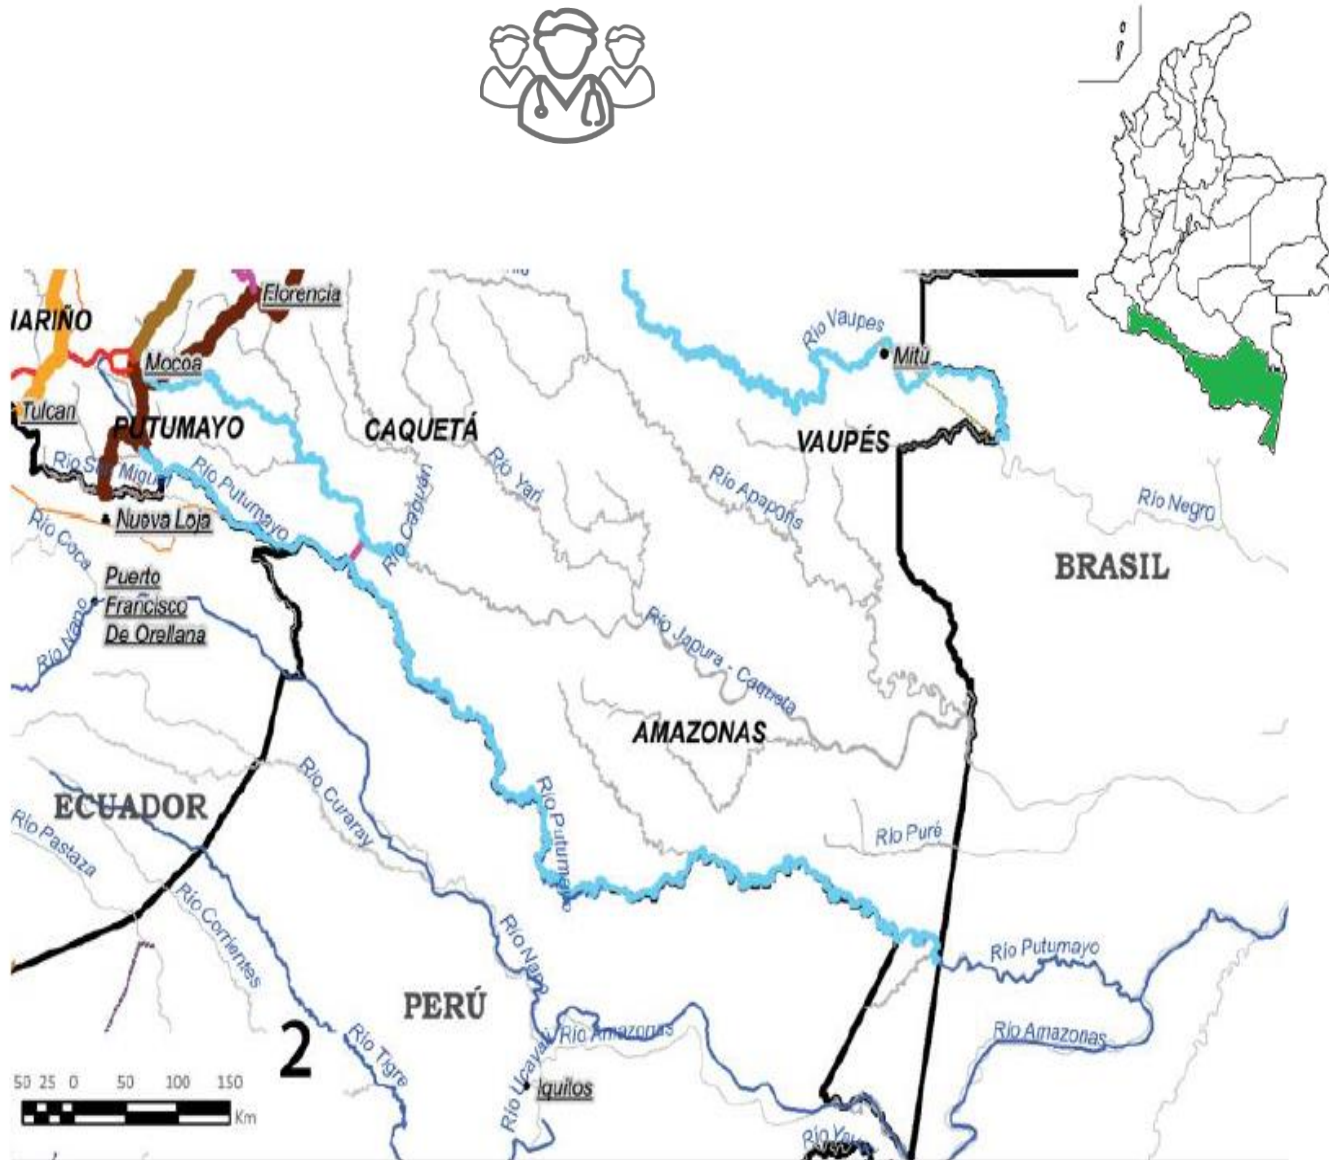 Florencia
IARIÑO
Río Vaupes
Mitú
Mocoa
Tulcan
PUTUMAYO
CAQUETÁ
VAUPÉS
Río San Miguel
Río Putumayo
Río Caguán
Río Yari
Río Apaporis
Río Negro
Nueva Loja
Río Coca
BRASIL
Puerto
Francisco
De Orellana
Río Napo
Río Japura - Caqueta
AMAZONAS
ECUADOR
Río Curaray
Río Putumayo
Río Pastaza
Río Puré
Río Corrientes
Río Napo
Río Putumayo
PERÚ
2
Río Tigre
Río Ucayali
Río Amazonas
Río Amazonas
Iquitos
50 25 0 50 100 150
Km